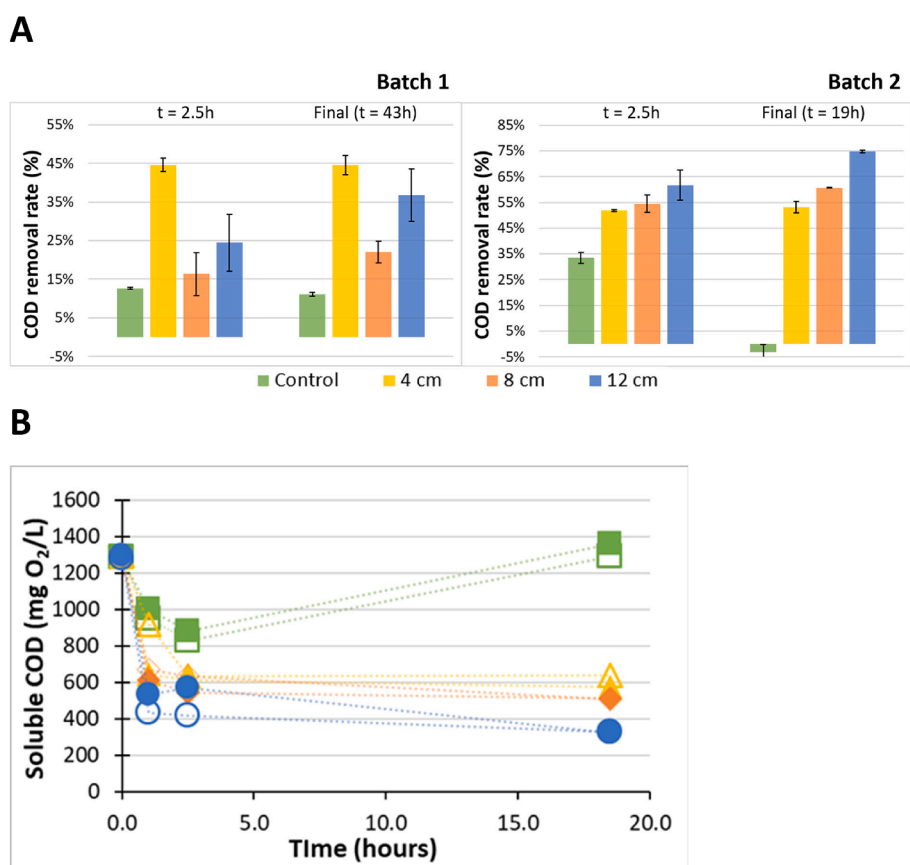 A
Batch 1
Batch 2
t = 2.5h
Final (t = 43h)
t = 2.5h
Final (t = 19h)
COD removal rate (%)
55%
45%
35%
25%
15%
5%
-5%
COD removal rate (%)
85%
75%
65%
55%
45%
35%
25%
15%
5%
-5%
Control
4 cm
8 cm
12 cm
B
Soluble COD (mg O₂/L)
1600
1400
1200
1000
800
600
400
200
0
0.0
5.0
10.0
15.0
20.0
TIme (hours)